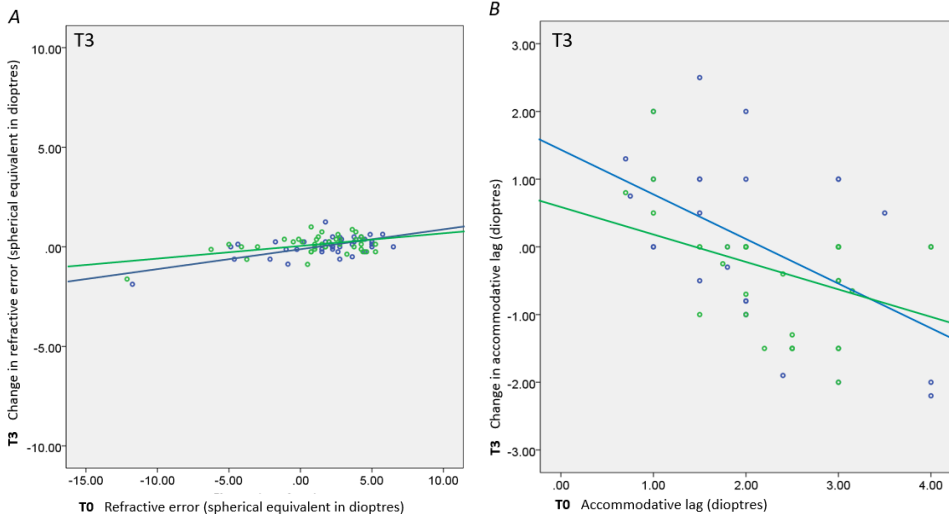 A
T3
10.00
5.00
.00
-5.00
-10.00
-15.00 -10.00 -5.00 .00 5.00 10.00
T3 Change in refractive error (spherical equivalent in dioptres)
T0 Refractive error (spherical equivalent in dioptres)
B
T3
3.00
2.00
1.00
.00
-1.00
-2.00
-3.00
.00 1.00 2.00 3.00 4.00
T3 Change in accommodative lag (dioptres)
T0 Accommodative lag (dioptres)